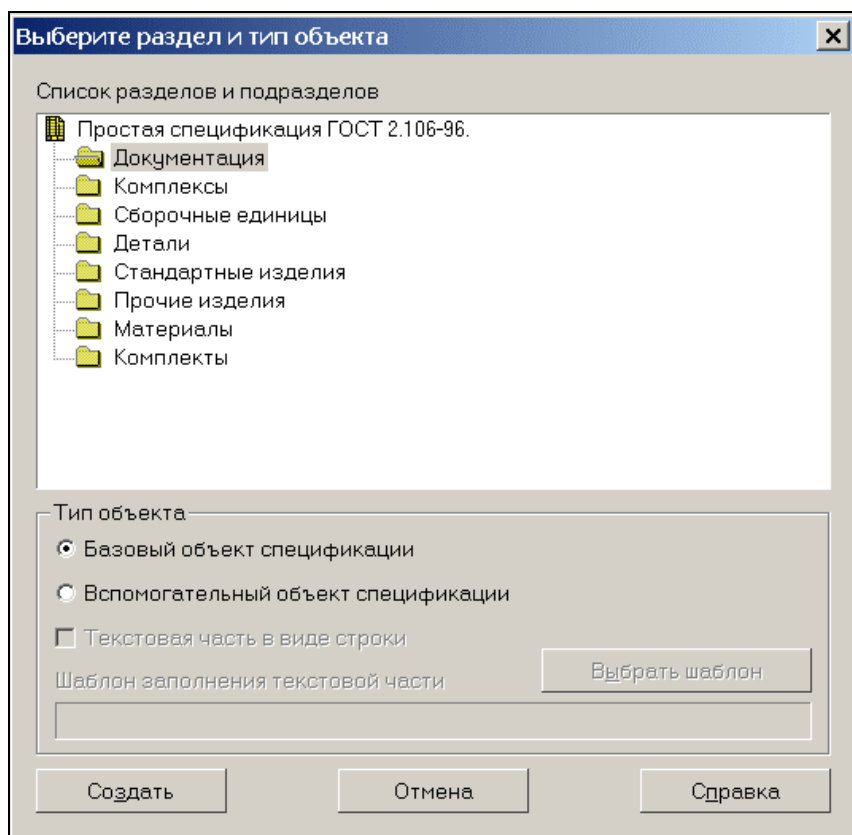 Выберите раздел и тип объекта
Список разделов и подразделов
Простая спецификация ГОСТ 2.106-96.
Документация
Комплексы
Сборочные единицы
Детали
Стандартные изделия
Прочие изделия
Материалы
Комплекты
Тип объекта
Базовый объект спецификации
Вспомогательный объект спецификации
Текстовая часть в виде строки
Шаблон заполнения текстовой части
Выбрать шаблон
Создать Отмена Справка